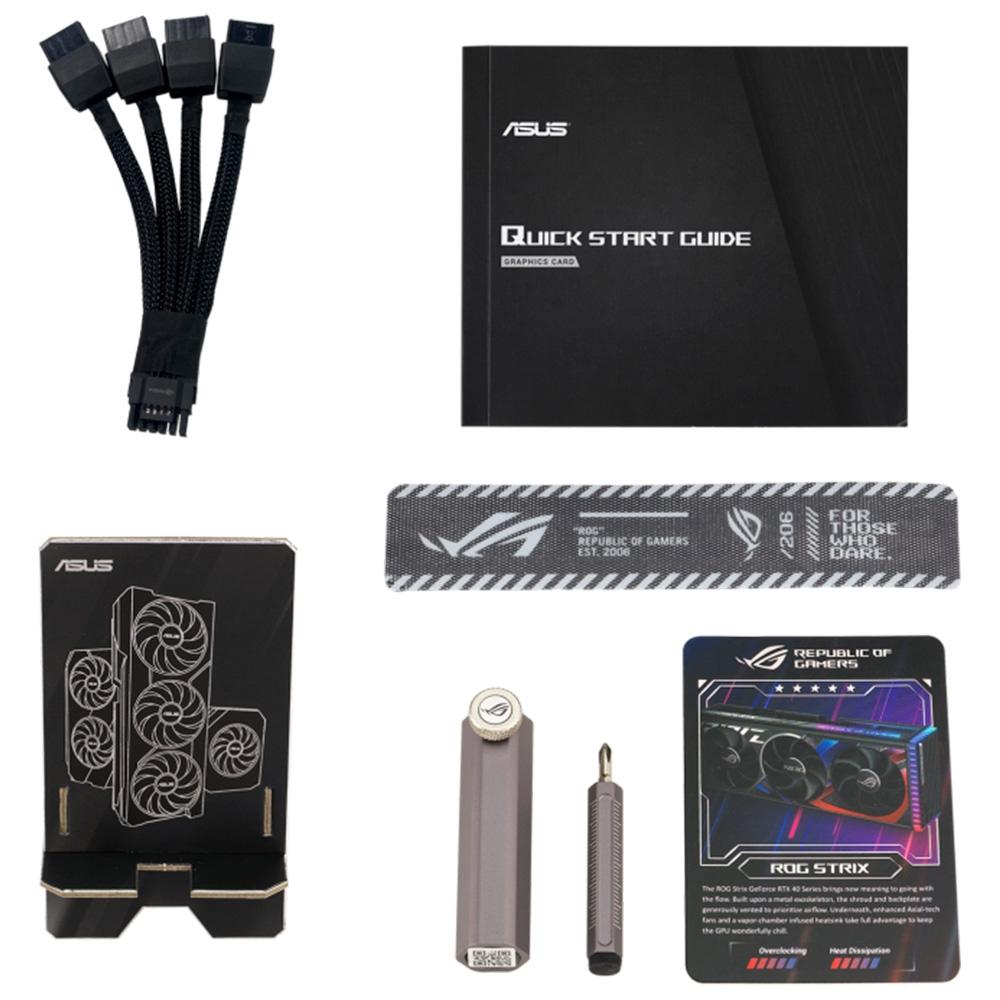 ASUS
QUICK START GUIDE
GRAPHICS CARD
"ROG"
REPUBLIC OF GAMERS
EST. 2006
/206
FOR
THOSE
WHO
DARE.
ASUS
ASUS
ASUS
ASUS
REPUBLIC OF
GAMERS
ROG STRIX
The ROG Strix GeForce RTX 40 Series brings new meaning to going with
the flow. Built upon a metal exoskeleton, the shroud and backplate are
generously vented to prioritize airflow. Underneath, enhanced Axial-tech
fans and a vapor-chamber infused heatsink take full advantage to keep
the GPU wonderfully chill.
Overclocking
Heat Dissipation